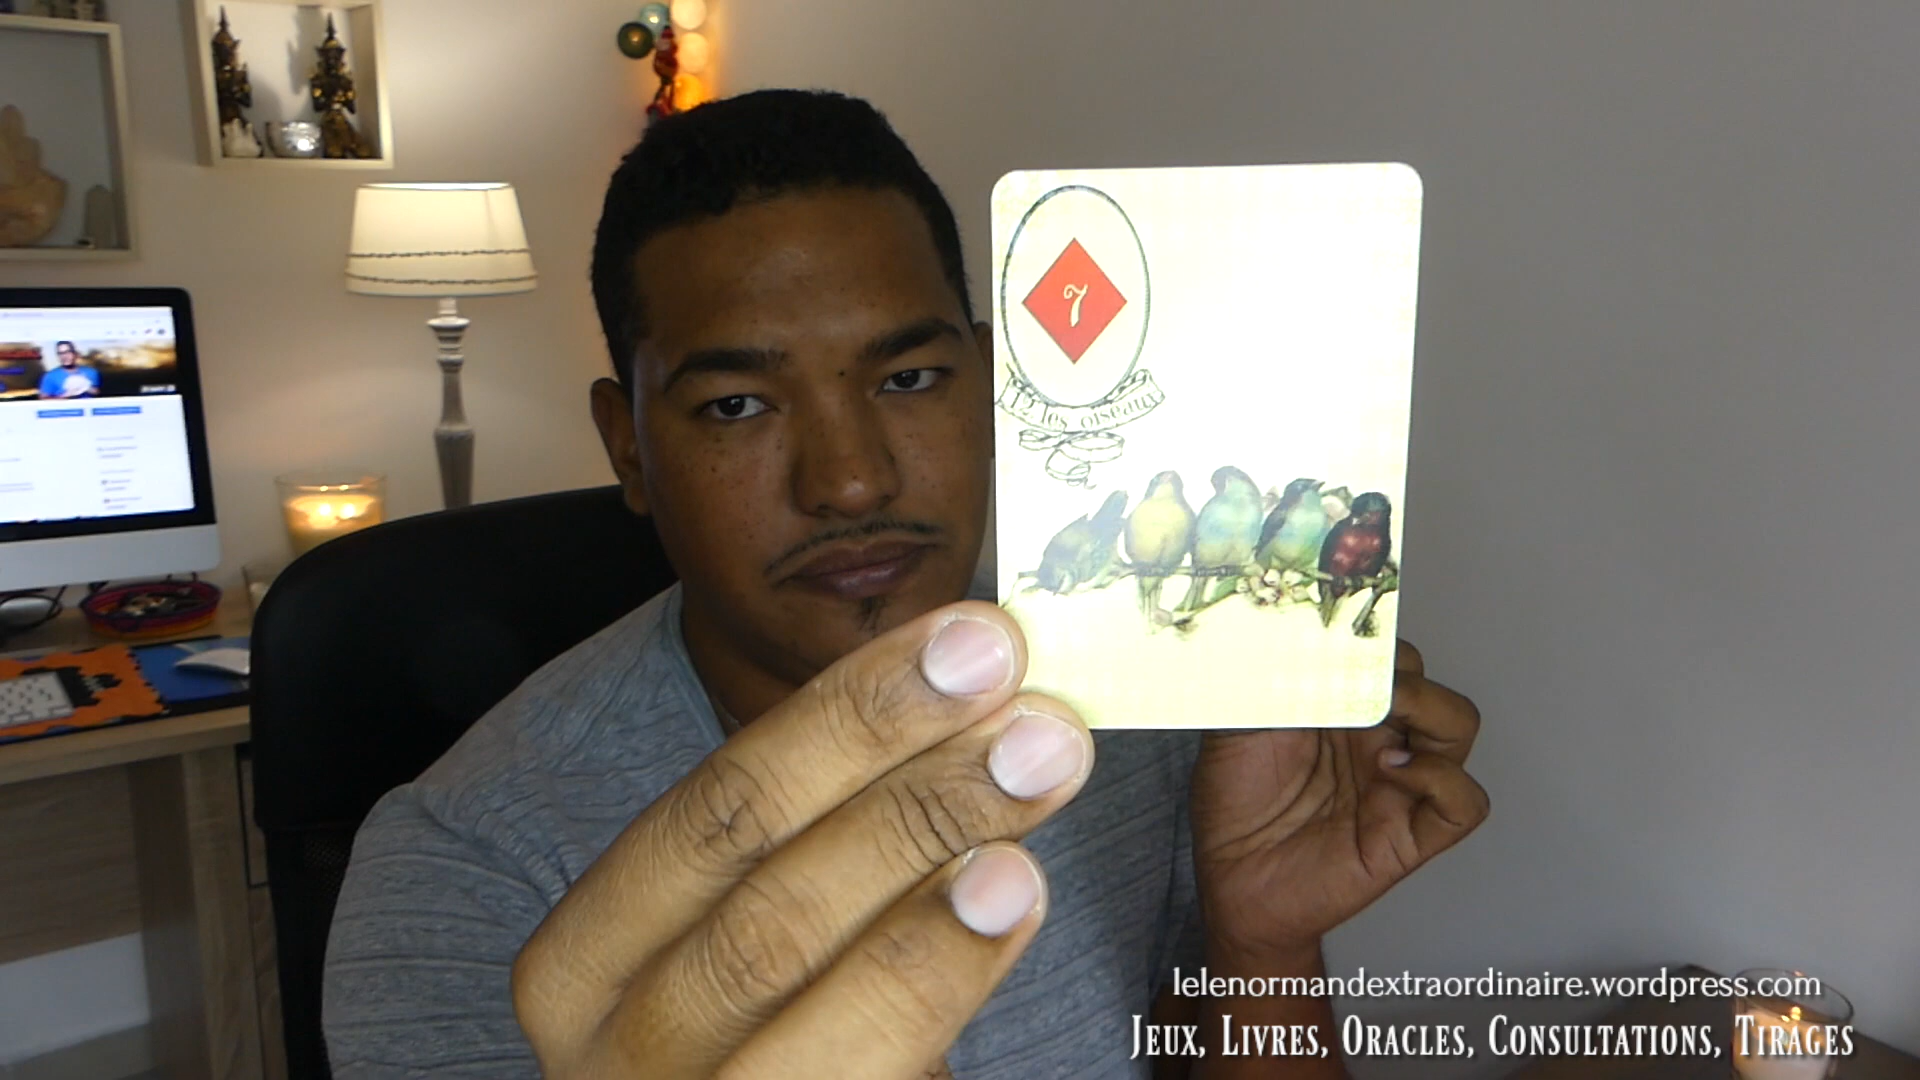 7
12. les oiseaux
lelenormandextraordinaire.wordpress.com
Jeux, Livres, Oracles, Consultations, Tirages